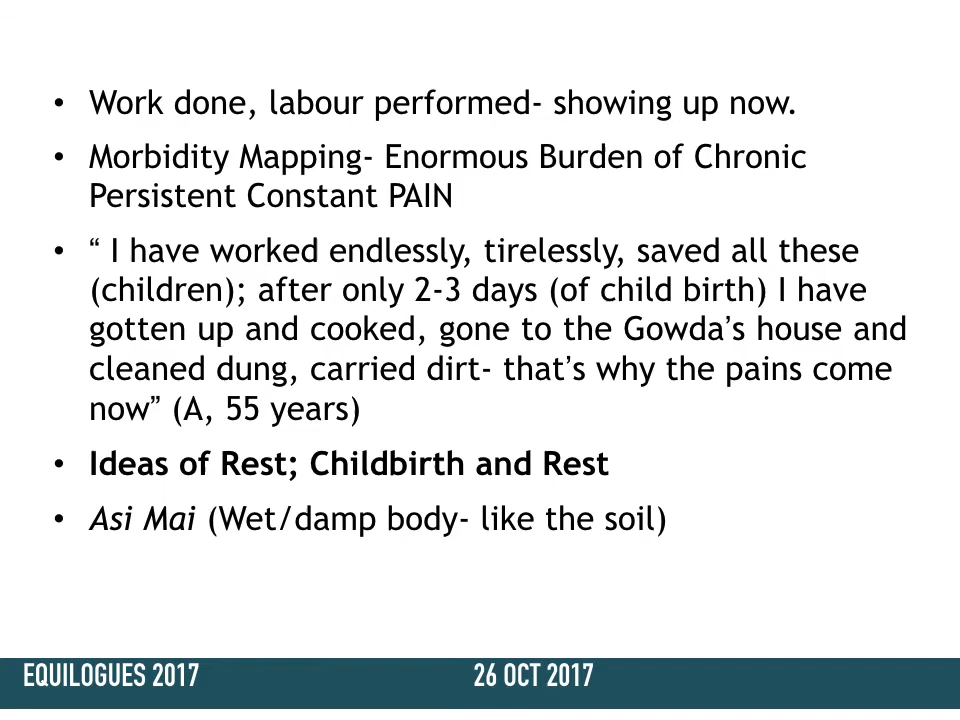 • Work done, labour performed- showing up now.
• Morbidity Mapping- Enormous Burden of Chronic
Persistent Constant PAIN
• “ I have worked endlessly, tirelessly, saved all these
(children); after only 2-3 days (of child birth) I have
gotten up and cooked, gone to the Gowda’s house and
cleaned dung, carried dirt- that’s why the pains come
now” (A, 55 years)
• Ideas of Rest; Childbirth and Rest
• Asi Mai (Wet/damp body- like the soil)
EQUILOGUES 2017
26 OCT 2017